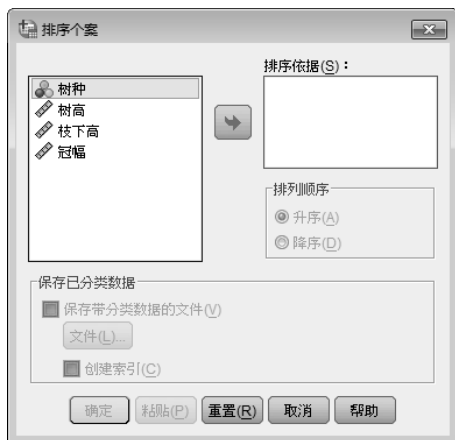 排序个案
排序依据(S)：
树种
树高
枝下高
冠幅
排列顺序
升序(A)
降序(D)
保存已分类数据
保存带分类数据的文件(V)
文件(L)...
创建索引(C)
确定 粘贴(P) 重置(R) 取消 帮助